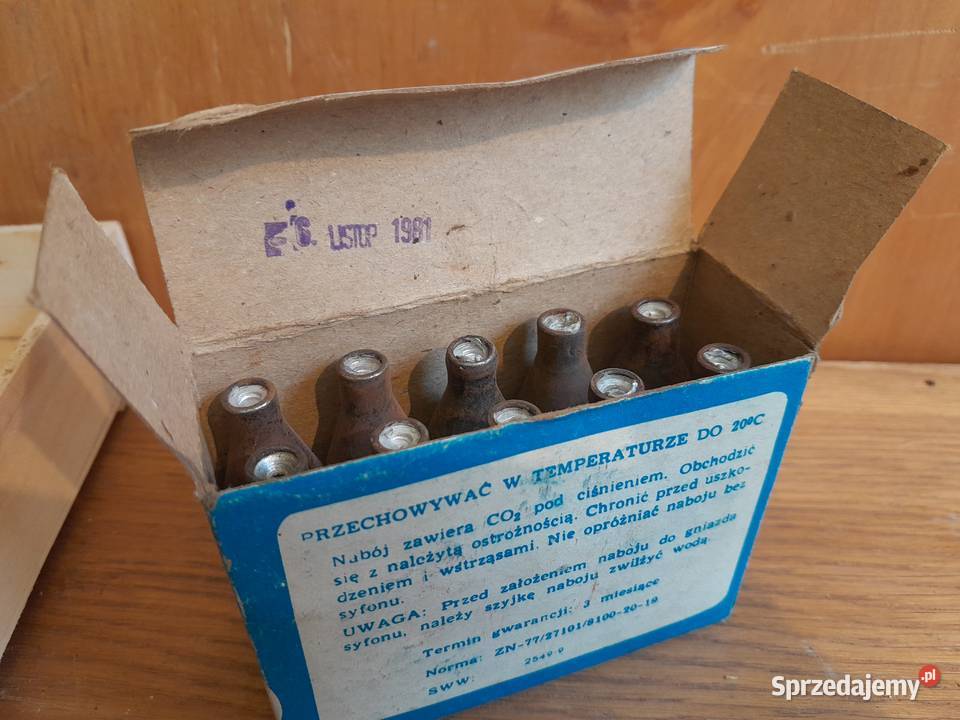 LISTOP 1981
PRZECHOWYWAĆ W TEMPERATURZE DO 20°C
Nabój zawiera CO₂ pod ciśnieniem. Obchodzić
się z należytą ostrożnością. Chronić przed uszko-
dzeniem i wstrząsami. Nie opróżniać naboju bez
syfonu.
UWAGA: Przed założeniem naboju do gniazda
syfonu, należy szyjkę naboju zwilżyć wodą.
Termin gwarancji: 3 miesiące
Norma: ZN-77/27101/8100-20-19
SWW:
Sprzedajemy.pl